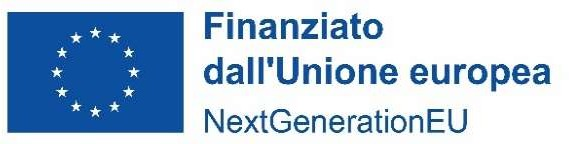 Finanziato
dall'Unione europea
NextGenerationEU